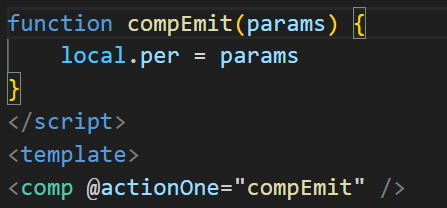 function compEmit(params) {
    local.per = params
}
</script>
<template>
<comp @actionOne="compEmit" />